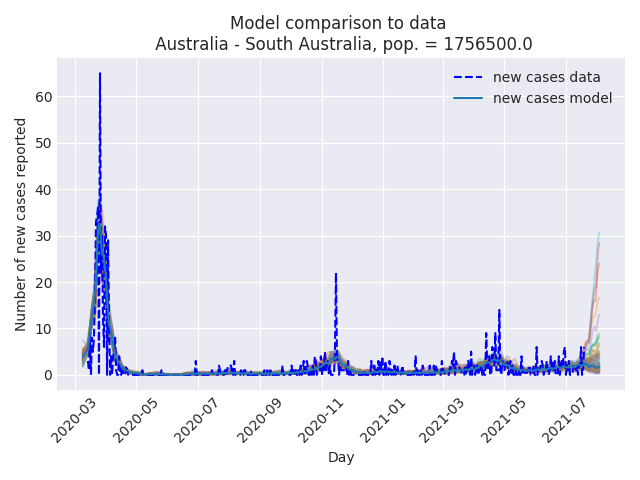 Model comparison to data
Australia - South Australia, pop. = 1756500.0
new cases data
new cases model
Number of new cases reported
60
50
40
30
20
10
0
2020-03
2020-05
2020-07
2020-09
2020-11
2021-01
2021-03
2021-05
2021-07
Day